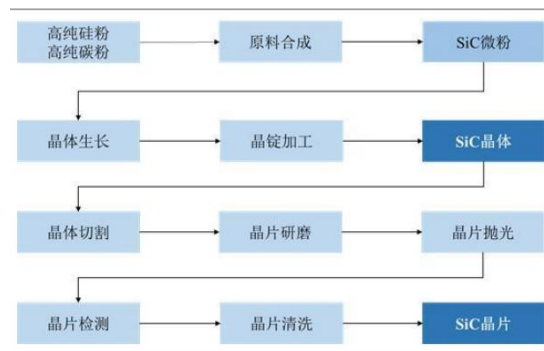 高纯硅粉
高纯碳粉
原料合成
SiC微粉
晶体生长
晶锭加工
SiC晶体
晶体切割
晶片研磨
晶片抛光
晶片检测
晶片清洗
SiC晶片